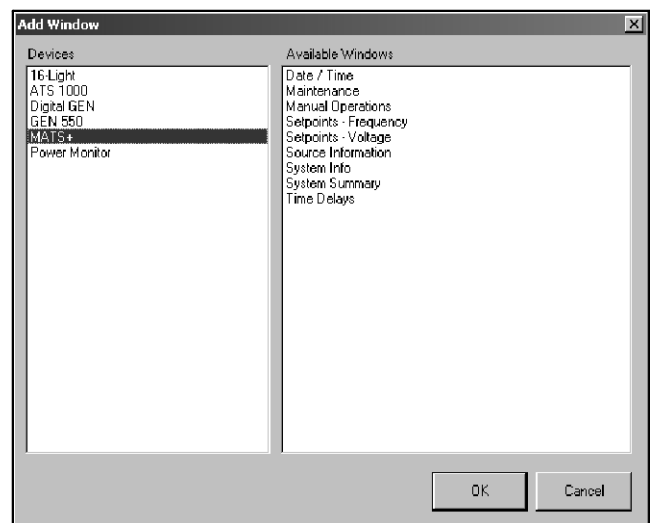 Add Window
Devices
16-Light
ATS 1000
Digital GEN
GEN 550
MATS+
Power Monitor
Available Windows
Date / Time
Maintenance
Manual Operations
Setpoints - Frequency
Setpoints - Voltage
Source Information
System Info
System Summary
Time Delays
OK
Cancel